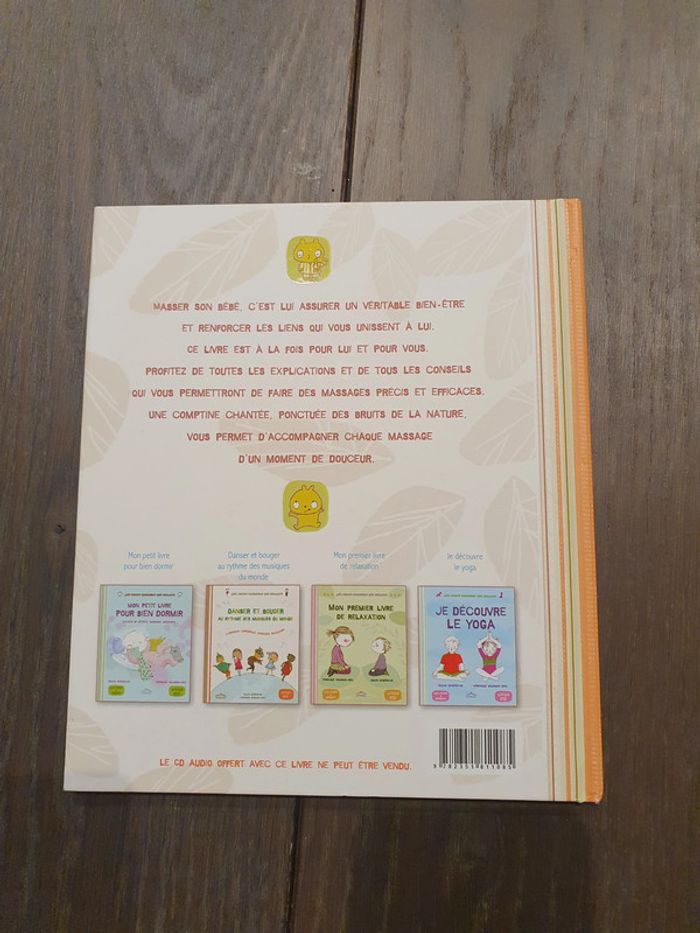 MASSER SON BÉBÉ, C'EST LUI ASSURER UN VÉRITABLE BIEN-ÊTRE
ET RENFORCER LES LIENS QUI VOUS UNISSENT À LUI.
CE LIVRE EST À LA FOIS POUR LUI ET POUR VOUS.
PROFITEZ DE TOUTES LES EXPLICATIONS ET DE TOUS LES CONSEILS
QUI VOUS PERMETTRONT DE FAIRE DES MASSAGES PRÉCIS ET EFFICACES.
UNE COMPTINE CHANTÉE, PONCTUÉE DES BRUITS DE LA NATURE,
VOUS PERMET D'ACCOMPAGNER CHAQUE MASSAGE
D'UN MOMENT DE DOUCEUR.
Mon petit livre
pour bien dormir
Danser et bouger
au rythme des musiques
du monde
Mon premier livre
de relaxation
Je découvre
le yoga
MON PETIT LIVRE
POUR BIEN DORMIR
DANSER ET BOUGER
AU RYTHME DES MUSIQUES DU MONDE
MON PREMIER LIVRE
DE RELAXATION
JE DÉCOUVRE
LE YOGA
LE CD AUDIO OFFERT AVEC CE LIVRE NE PEUT ÊTRE VENDU.
9 782351 811085